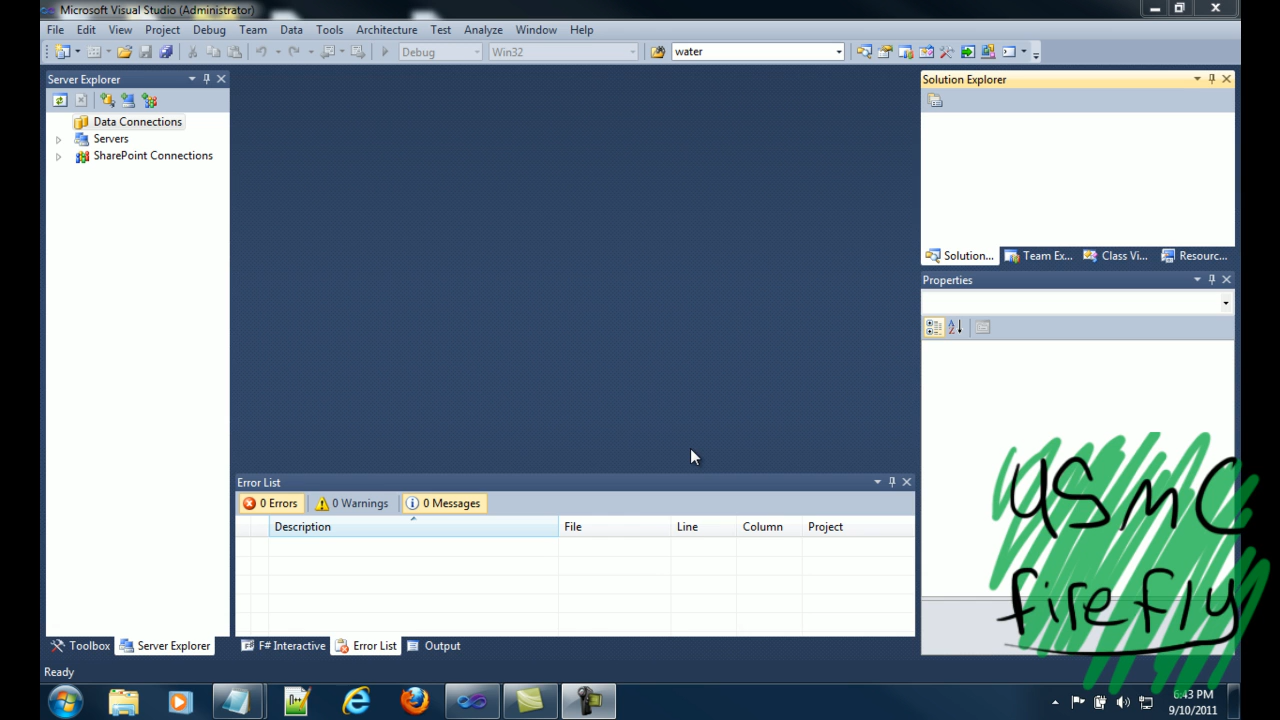 Microsoft Visual Studio (Administrator)
File Edit View Project Debug Team Data Tools Architecture Test Analyze Window Help
Debug Win32 water
Server Explorer
Data Connections
Servers
SharePoint Connections
Solution Explorer
Solution... Team Ex... Class Vi... Resourc...
Properties
Error List
0 Errors 0 Warnings 0 Messages
Description File Line Column Project
USMC
firefly
Toolbox Server Explorer F# Interactive Error List Output
Ready
6:43 PM
9/10/2011